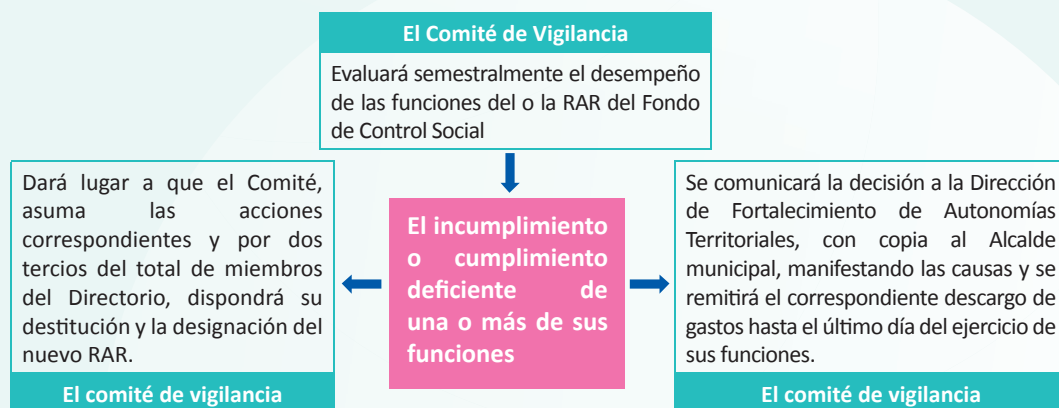 El Comité de Vigilancia
Evaluará semestralmente el desempeño
de las funciones del o la RAR del Fondo
de Control Social
Dará lugar a que el Comité,
asuma las acciones
correspondientes y por dos
tercios del total de miembros
del Directorio, dispondrá su
destitución y la designación del
nuevo RAR.
El comité de vigilancia
El incumplimiento
o cumplimiento
deficiente de
una o más de sus
funciones
Se comunicará la decisión a la Dirección
de Fortalecimiento de Autonomías
Territoriales, con copia al Alcalde
municipal, manifestando las causas y se
remitirá el correspondiente descargo de
gastos hasta el último día del ejercicio de
sus funciones.
El comité de vigilancia